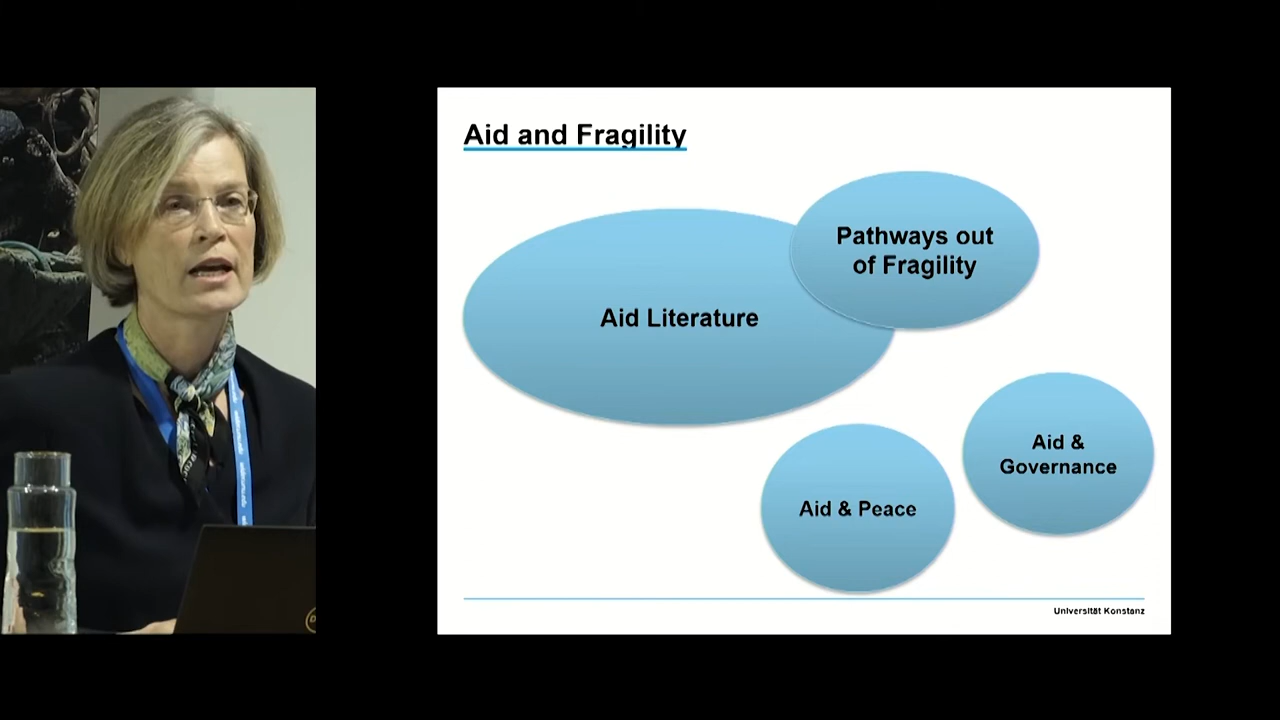 Aid and Fragility
Pathways out
of Fragility
Aid Literature
Aid &
Governance
Aid & Peace
Universität Konstanz